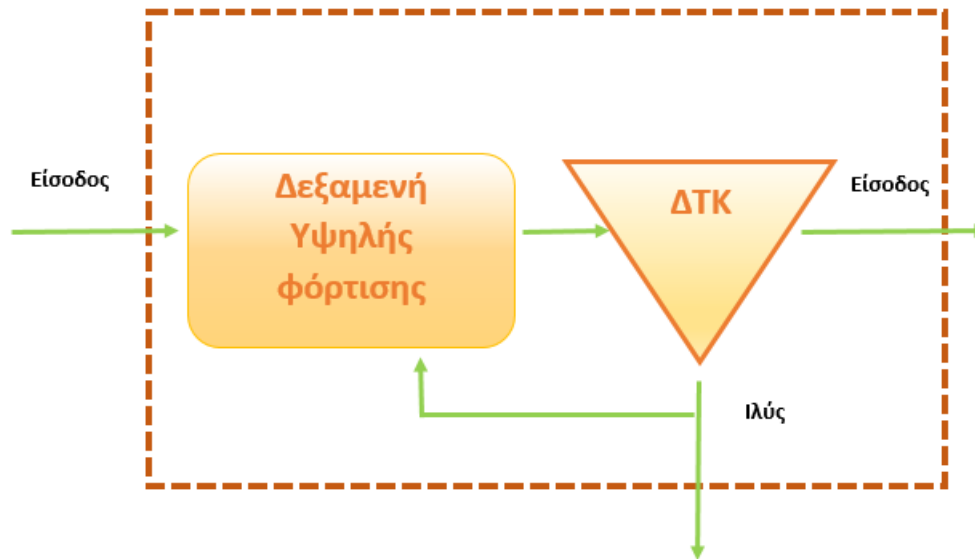 Είσοδος
Δεξαμενή
Υψηλής
φόρτισης
ΔΤΚ
Είσοδος
Ιλύς